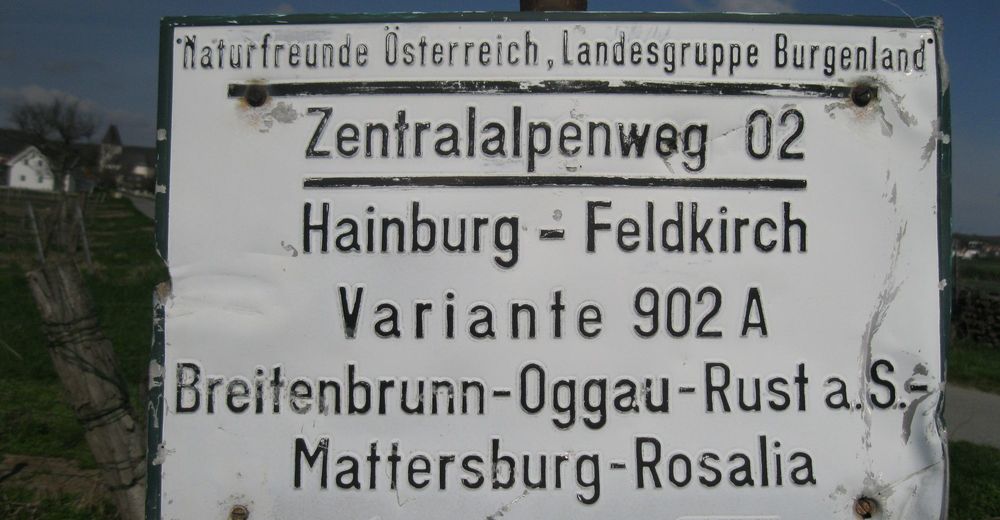 "Naturfreunde Österreich, Landesgruppe Burgenland"
Zentralalpenweg 02
Hainburg - Feldkirch
Variante 902 A
Breitenbrunn-Oggau-Rust a. S.-
Mattersburg-Rosalia